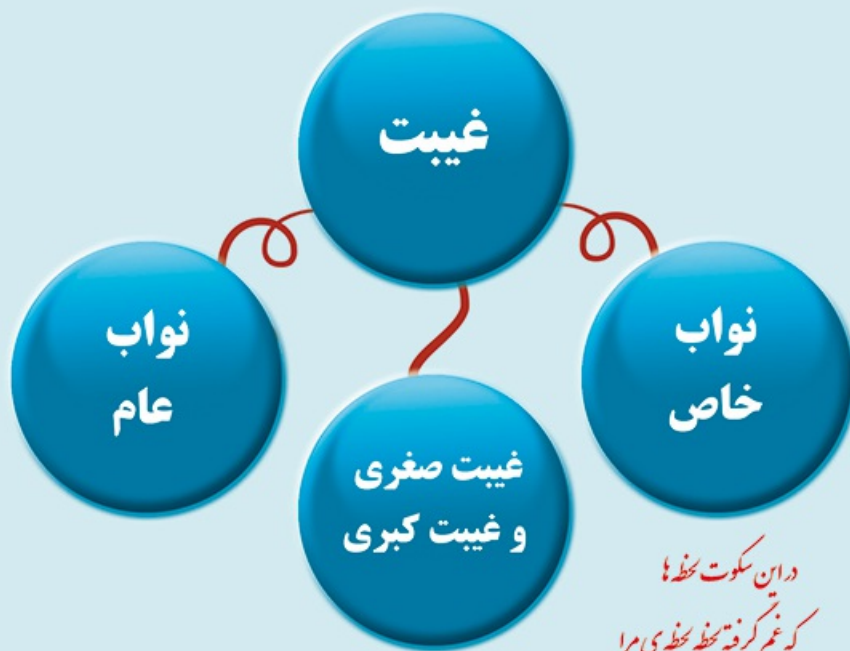 غیبت
نواب
خاص
غیبت صغری
و غیبت کبری
نواب
عام
در این سکوت لحظه ها
که غم گرفته لحظه لحظه ی مرا